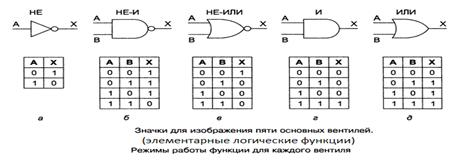 НЕ НЕ-И НЕ-ИЛИ И ИЛИ
A X A X A X A X A X
B B B B
A X A B X A B X A B X A B X
0 1 0 0 1 0 0 1 0 0 0 0 0 0
1 0 0 1 1 0 1 0 0 1 0 0 1 1
1 0 1 1 0 0 1 0 0 1 0 1
1 1 0 1 1 0 1 1 1 1 1 1
а б в г д
Значки для изображения пяти основных вентилей.
(элементарные логические функции)
Режимы работы функции для каждого вентиля